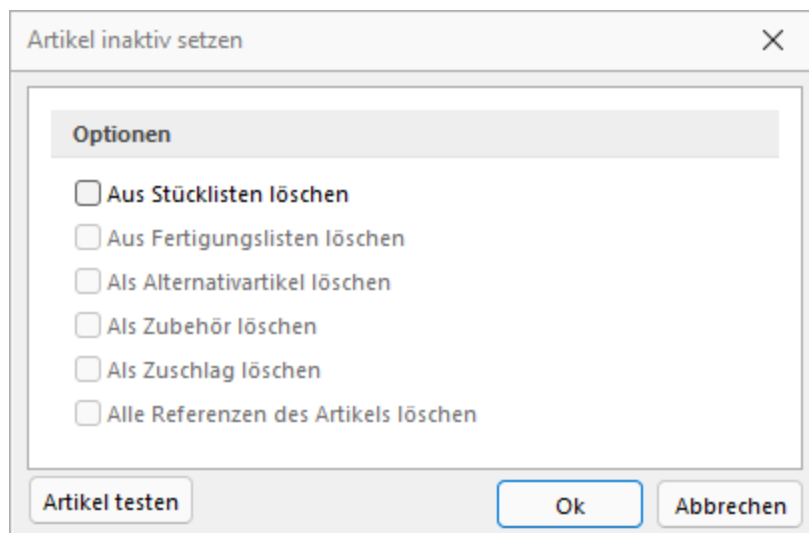 Artikel inaktiv setzen
Optionen
Aus Stücklisten löschen
Aus Fertigungslisten löschen
Als Alternativartikel löschen
Als Zubehör löschen
Als Zuschlag löschen
Alle Referenzen des Artikels löschen
Artikel testen
Ok
Abbrechen